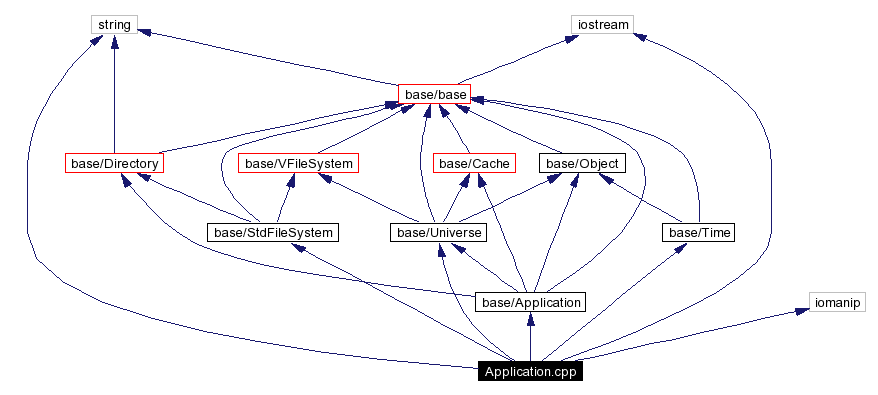 string
iostream
base/base
base/Directory
base/VFileSystem
base/Cache
base/Object
base/StdFileSystem
base/Universe
base/Time
base/Application
iomanip
Application.cpp